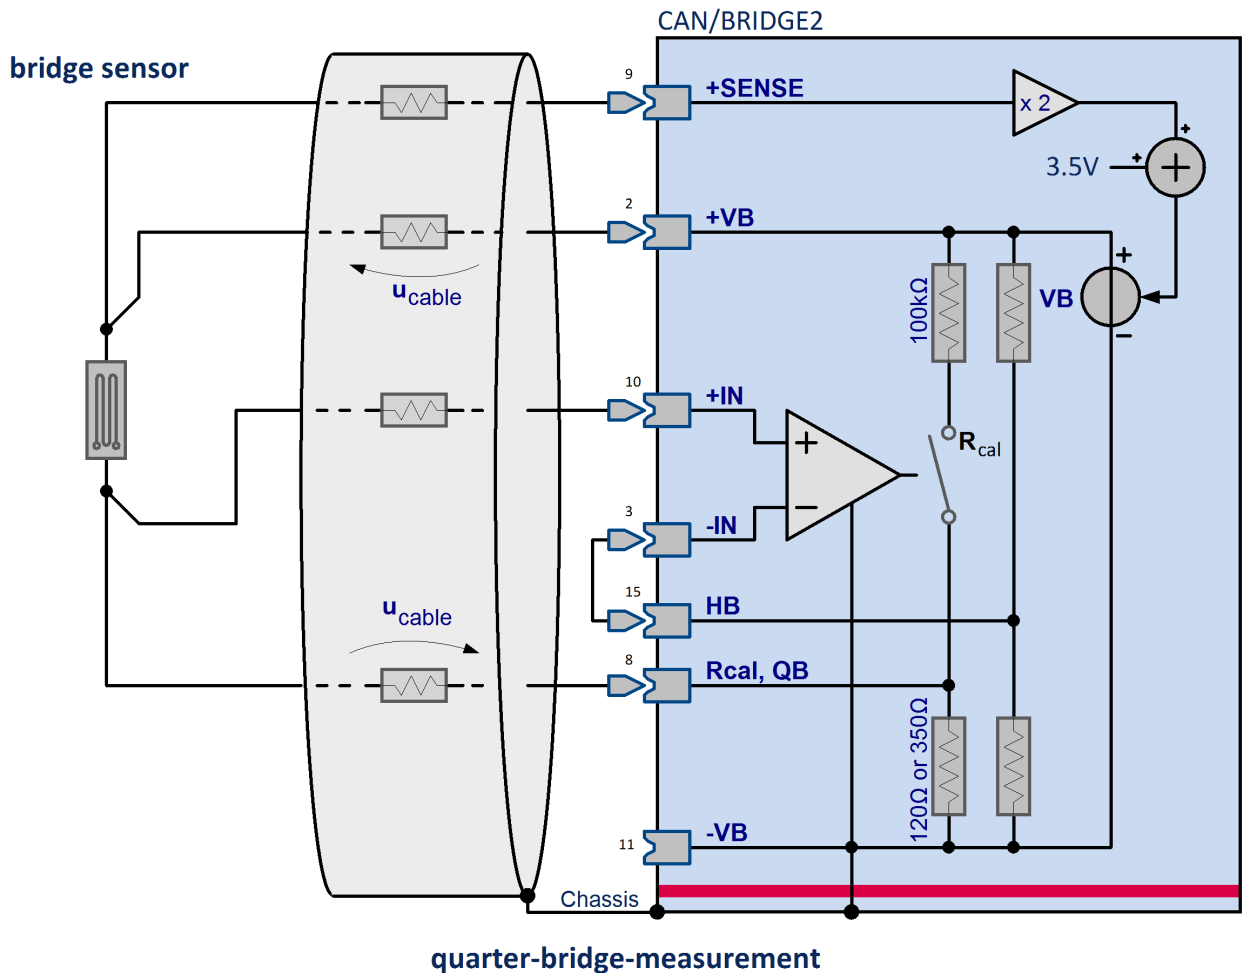 CAN/BRIDGE2
bridge sensor
9
+SENSE
x 2
+
+
3.5V
+
2
+VB
+
u cable
100kΩ
VB
−
10
+IN
+
Rcal
3
-IN
−
15
HB
u cable
8
Rcal, QB
120Ω or 350Ω
11
-VB
Chassis
quarter-bridge-measurement